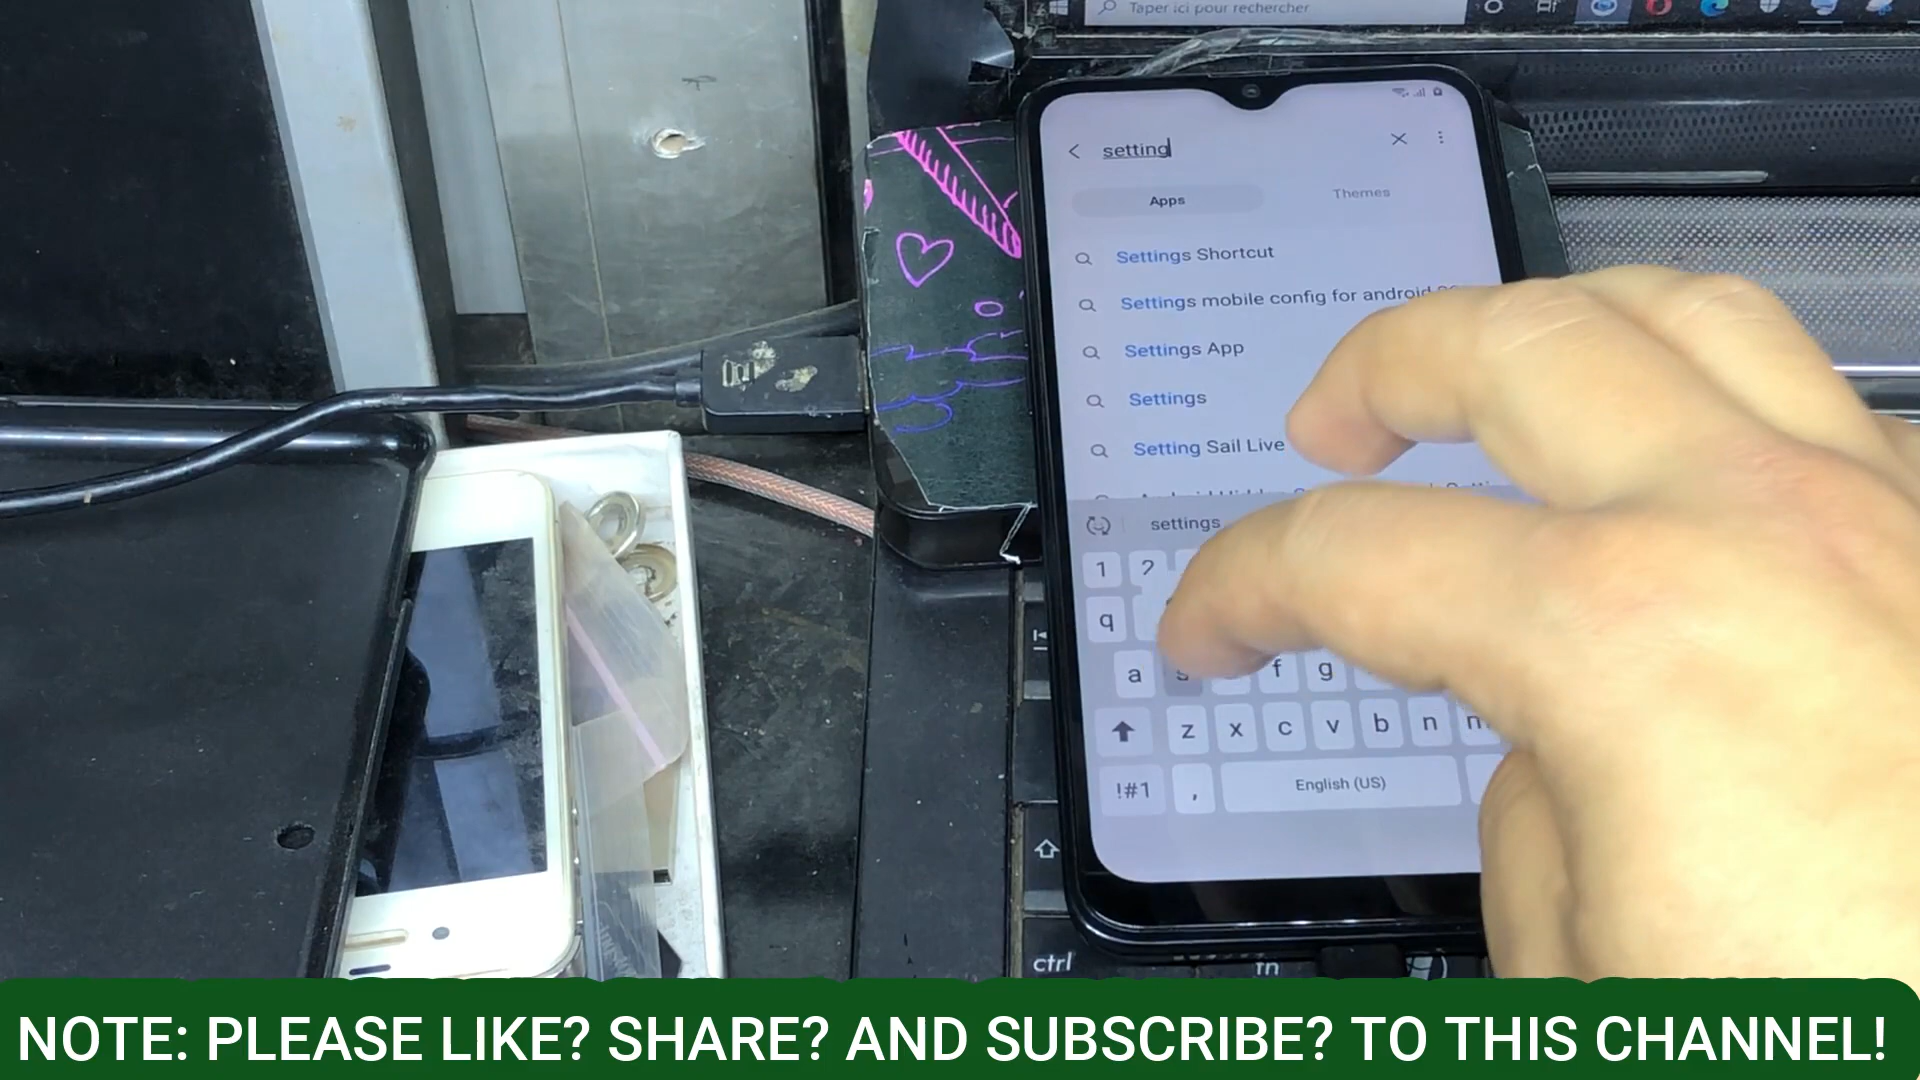 Taper ici pour rechercher
setting
Apps
Themes
Settings Shortcut
Settings mobile config for android
Settings App
Settings
Setting Sail Live
settings
1 2
q
a s f g
z x c v b n m
!#1 , English (US)
ctrl
fn
NOTE: PLEASE LIKE? SHARE? AND SUBSCRIBE? TO THIS CHANNEL!